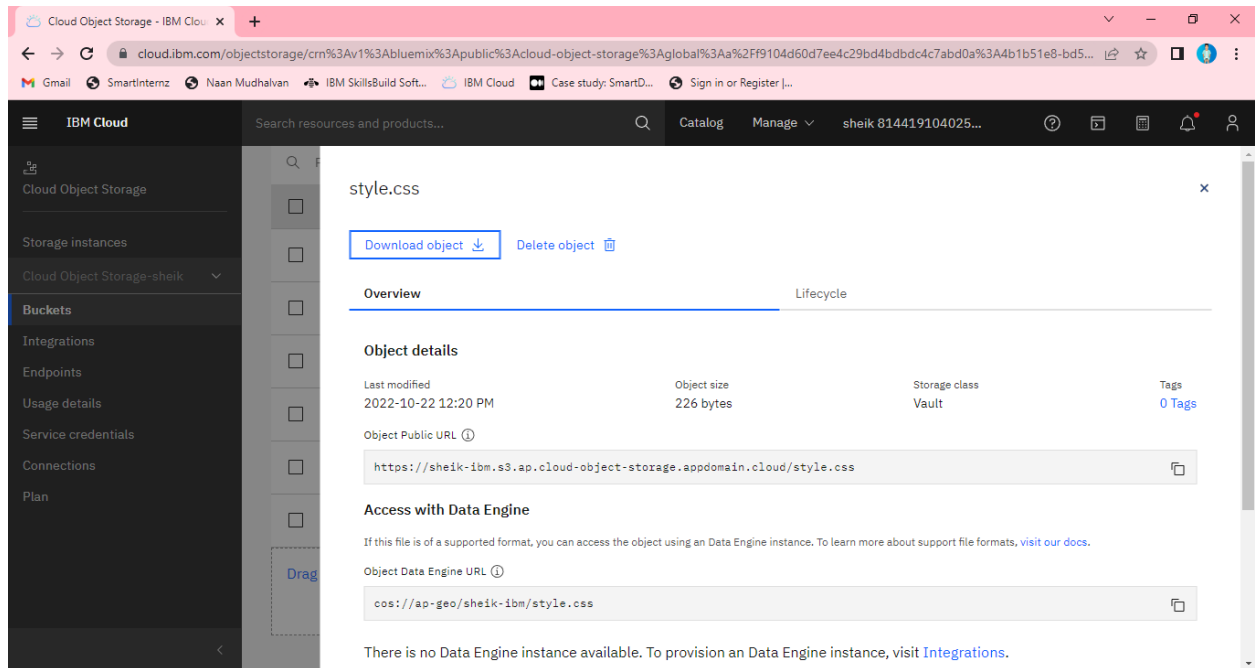 Cloud Object Storage - IBM Clou
cloud.ibm.com/objectstorage/crn%3Av1%3Abluemix%3Apublic%3Acloud-object-storage%3Aglobal%3Aa%2Ff9104d60d7ee4c29bd4bdbdc4c7abd0a%3A4b1b51e8-bd5...
Gmail SmartInternz Naan Mudhalvan IBM SkillsBuild Soft... IBM Cloud Case study: SmartD... Sign in or Register |...
IBM Cloud Search resources and products... Catalog Manage sheik 814419104025...
Cloud Object Storage
Storage instances
Cloud Object Storage-sheik
Buckets
Integrations
Endpoints
Usage details
Service credentials
Connections
Plan
Drag
style.css
Download object Delete object
Overview Lifecycle
Object details
Last modified Object size Storage class Tags
2022-10-22 12:20 PM 226 bytes Vault 0 Tags
Object Public URL
https://sheik-ibm.s3.ap.cloud-object-storage.appdomain.cloud/style.css
Access with Data Engine
If this file is of a supported format, you can access the object using an Data Engine instance. To learn more about support file formats, visit our docs.
Object Data Engine URL
cos://ap-geo/sheik-ibm/style.css
There is no Data Engine instance available. To provision an Data Engine instance, visit Integrations.